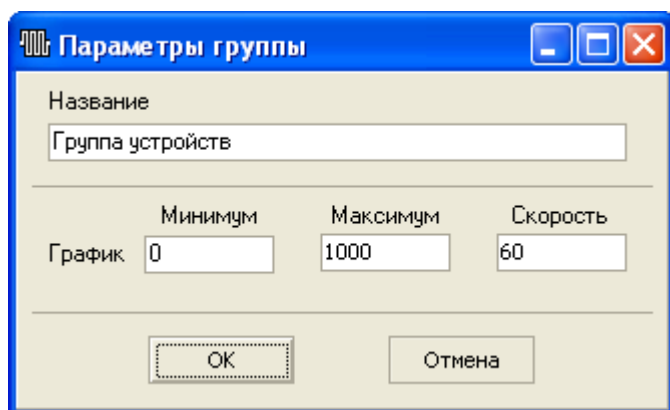 Параметры группы
Название
Группа устройств
Минимум Максимум Скорость
График 0 1000 60
OK Отмена